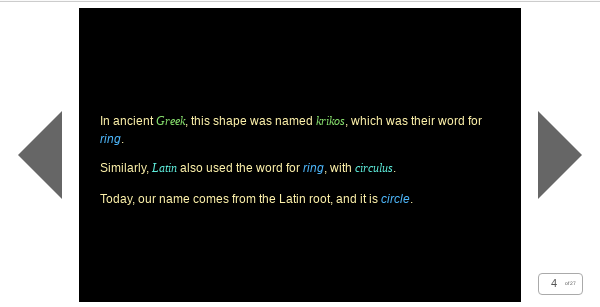 In ancient Greek, this shape was named krikos, which was their word for
ring.
Similarly, Latin also used the word for ring, with circulus.
Today, our name comes from the Latin root, and it is circle.
4 of 27